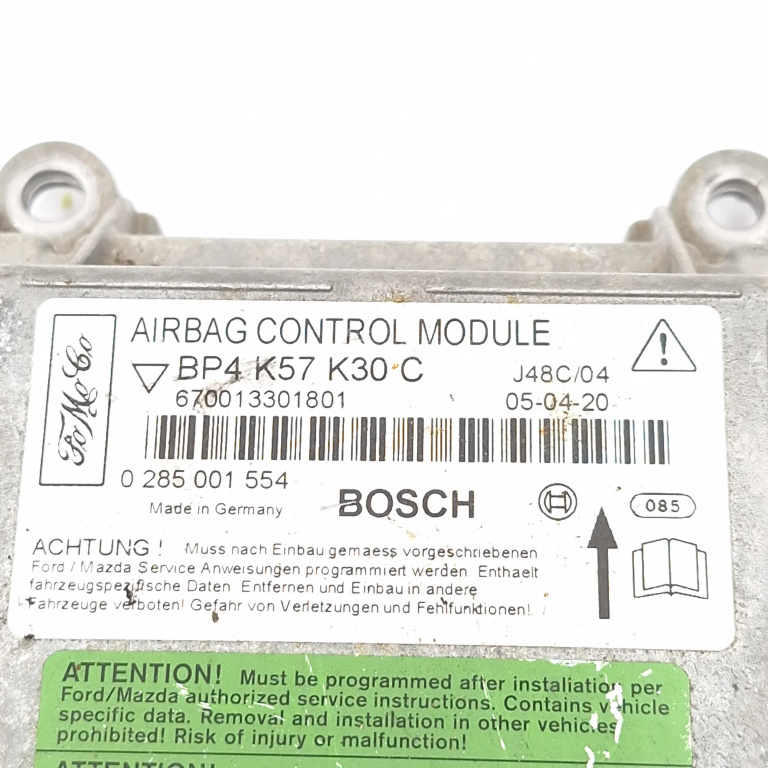 FoMoCo
AIRBAG CONTROL MODULE
BP4 K57 K30 C
J48C/04
670013301801
05-04-20
0 285 001 554
Made in Germany
BOSCH
085
ACHTUNG ! Muss nach Einbau gemaess vorgeschriebenen
Ford / Mazda Service Anweisungen programmiert werden. Enthaelt
fahrzeugspezifische Daten. Entfernen und Einbau in andere
Fahrzeuge verboten! Gefahr von Verletzungen und Fehlfunktionen!
ATTENTION! Must be programmed after instaliation per
Ford/Mazda authorized service instructions. Contains vehicle
specific data. Removal and installation in other vehicles
prohibited! Risk of injury or malfunction!
ATTENTION!